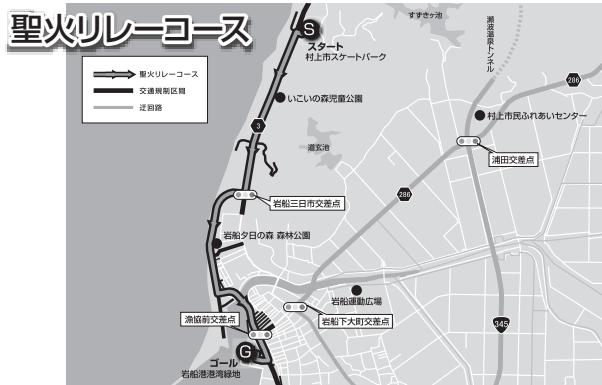 聖火リレーコース
聖火リレーコース
交通規制区間
迂回路
S
スタート
村上市スケートパーク
すずきヶ池
瀬波温泉トンネル
286
いこいの森児童公園
村上市民ふれあいセンター
3
道玄池
浦田交差点
286
岩船三日市交差点
岩船夕日の森 森林公園
岩船運動広場
漁協前交差点
岩船下大町交差点
345
G
ゴール
岩船港港湾緑地